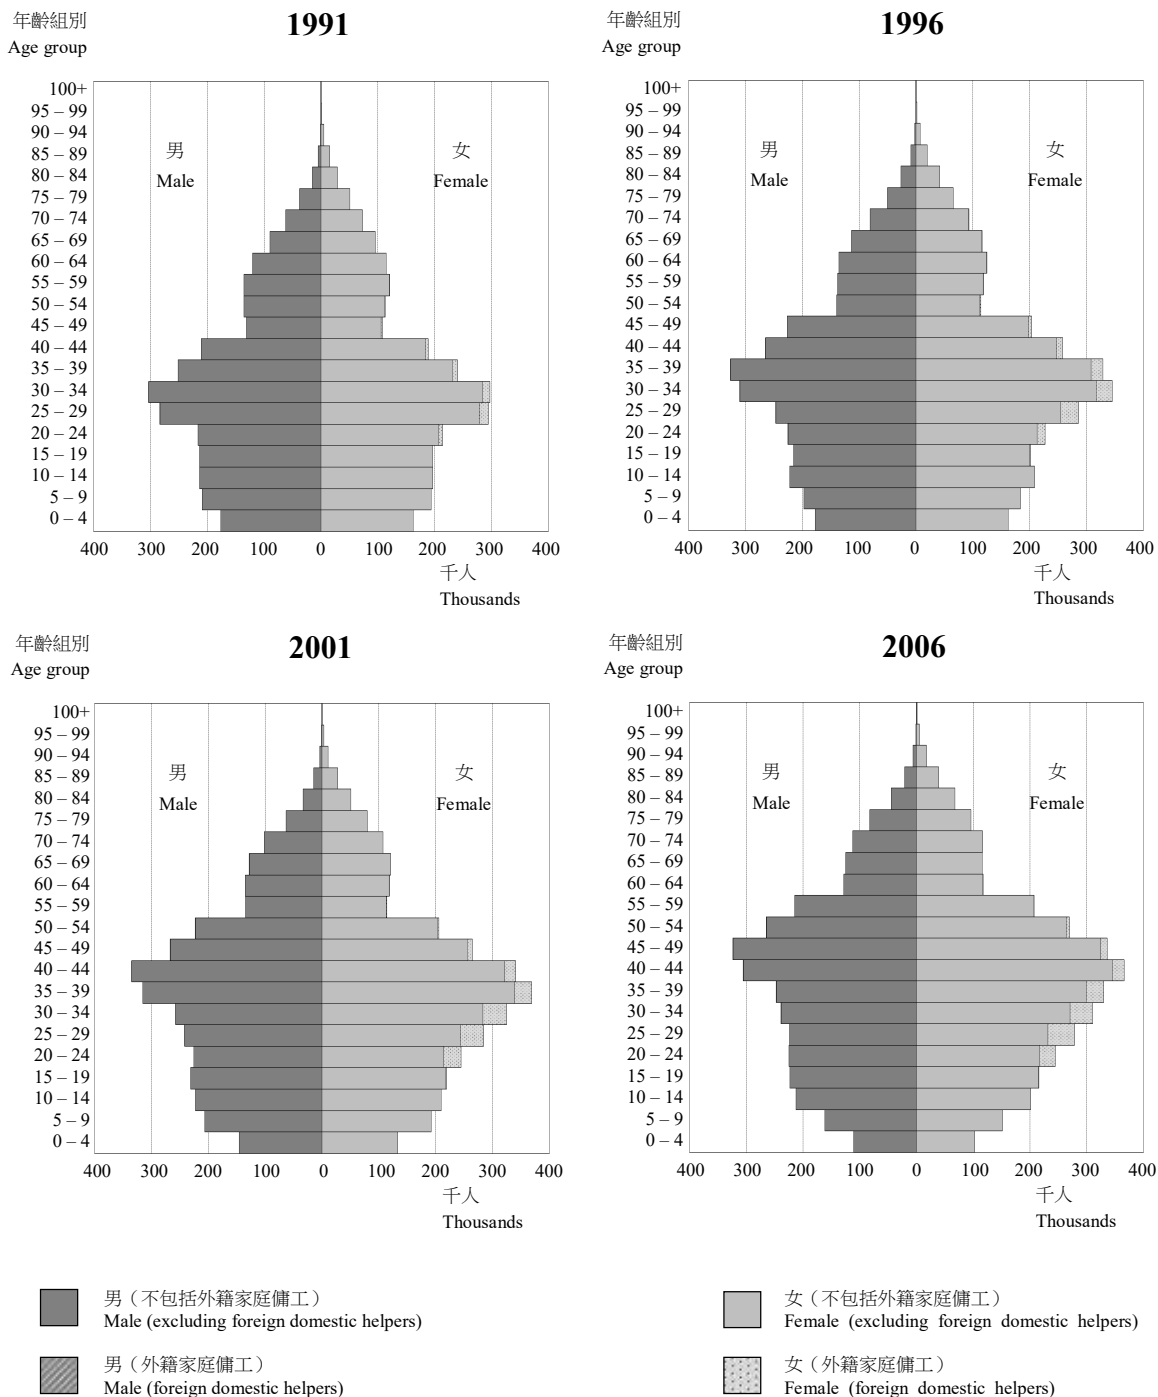 年齡組別
Age group
1991
100+
95 – 99
90 – 94
85 – 89
80 – 84
75 – 79
70 – 74
65 – 69
60 – 64
55 – 59
50 – 54
45 – 49
40 – 44
35 – 39
30 – 34
25 – 29
20 – 24
15 – 19
10 – 14
5 – 9
0 – 4
男
Male
女
Female
400 300 200 100 0 100 200 300 400
千人
Thousands
年齡組別
Age group
1996
100+
95 – 99
90 – 94
85 – 89
80 – 84
75 – 79
70 – 74
65 – 69
60 – 64
55 – 59
50 – 54
45 – 49
40 – 44
35 – 39
30 – 34
25 – 29
20 – 24
15 – 19
10 – 14
5 – 9
0 – 4
男
Male
女
Female
400 300 200 100 0 100 200 300 400
千人
Thousands
年齡組別
Age group
2001
100+
95 – 99
90 – 94
85 – 89
80 – 84
75 – 79
70 – 74
65 – 69
60 – 64
55 – 59
50 – 54
45 – 49
40 – 44
35 – 39
30 – 34
25 – 29
20 – 24
15 – 19
10 – 14
5 – 9
0 – 4
男
Male
女
Female
400 300 200 100 0 100 200 300 400
千人
Thousands
年齡組別
Age group
2006
100+
95 – 99
90 – 94
85 – 89
80 – 84
75 – 79
70 – 74
65 – 69
60 – 64
55 – 59
50 – 54
45 – 49
40 – 44
35 – 39
30 – 34
25 – 29
20 – 24
15 – 19
10 – 14
5 – 9
0 – 4
男
Male
女
Female
400 300 200 100 0 100 200 300 400
千人
Thousands
男（不包括外籍家庭傭工）
Male (excluding foreign domestic helpers)
女（不包括外籍家庭傭工）
Female (excluding foreign domestic helpers)
男（外籍家庭傭工）
Male (foreign domestic helpers)
女（外籍家庭傭工）
Female (foreign domestic helpers)